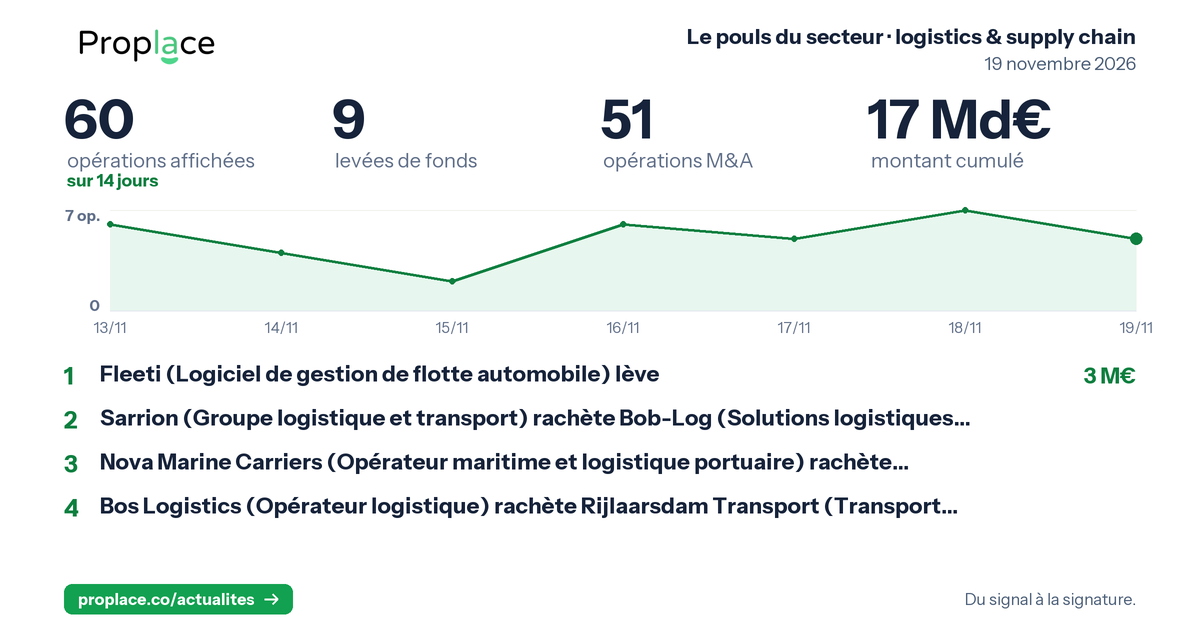 Proplace
Le pouls du secteur · logistics & supply chain
19 novembre 2026
60
opérations affichées
sur 14 jours
9
levées de fonds
51
opérations M&A
17 Md€
montant cumulé
7 op.
0
13/11
14/11
15/11
16/11
17/11
18/11
19/11
1 Fleeti (Logiciel de gestion de flotte automobile) lève 3 M€
2 Sarrion (Groupe logistique et transport) rachète Bob-Log (Solutions logistiques…
3 Nova Marine Carriers (Opérateur maritime et logistique portuaire) rachète…
4 Bos Logistics (Opérateur logistique) rachète Rijlaarsdam Transport (Transport…
proplace.co/actualites →
Du signal à la signature.